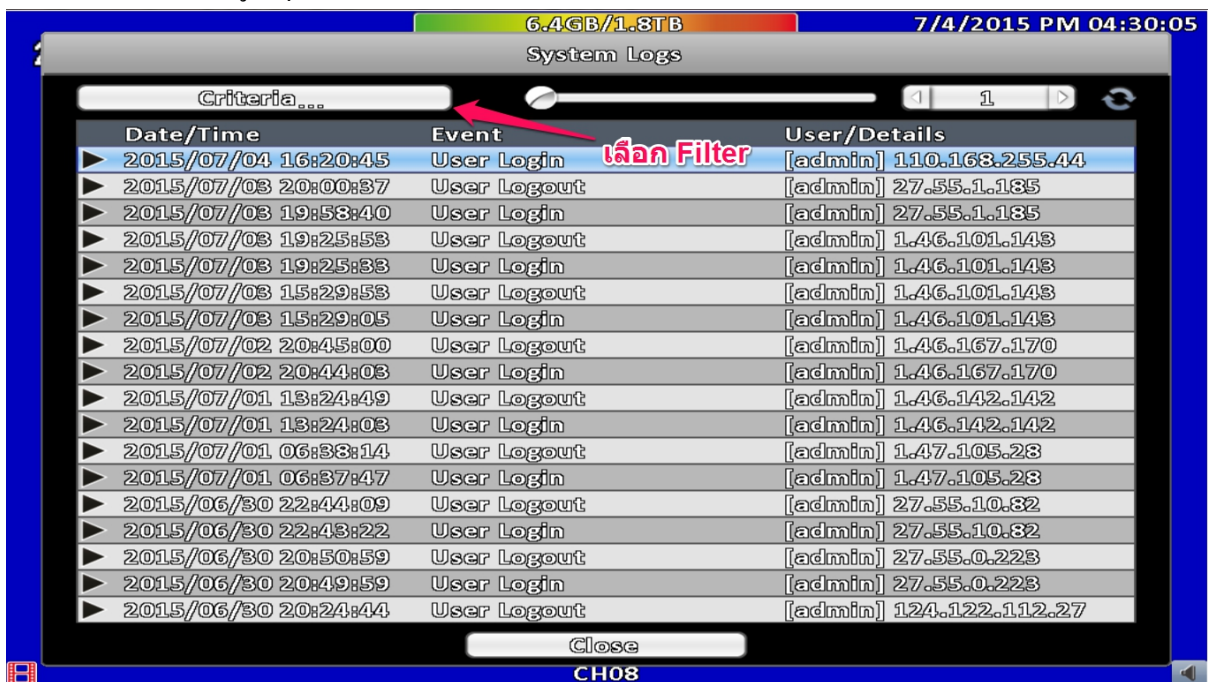 6.4GB/1.8TB 7/4/2015 PM 04:30:05
System Logs
Criteria... 1
Date/Time Event User/Details
เลือก Filter
2015/07/04 16:20:45 User Login [admin] 110.168.255.44
2015/07/03 20:00:37 User Logout [admin] 27.55.1.185
2015/07/03 19:58:40 User Login [admin] 27.55.1.185
2015/07/03 19:25:53 User Logout [admin] 1.46.101.143
2015/07/03 19:25:33 User Login [admin] 1.46.101.143
2015/07/03 15:29:53 User Logout [admin] 1.46.101.143
2015/07/03 15:29:05 User Login [admin] 1.46.101.143
2015/07/02 20:45:00 User Logout [admin] 1.46.167.170
2015/07/02 20:44:03 User Login [admin] 1.46.167.170
2015/07/01 13:24:49 User Logout [admin] 1.46.142.142
2015/07/01 13:24:03 User Login [admin] 1.46.142.142
2015/07/01 06:38:14 User Logout [admin] 1.47.105.28
2015/07/01 06:37:47 User Login [admin] 1.47.105.28
2015/06/30 22:44:09 User Logout [admin] 27.55.10.82
2015/06/30 22:43:22 User Login [admin] 27.55.10.82
2015/06/30 20:50:59 User Logout [admin] 27.55.0.223
2015/06/30 20:49:59 User Login [admin] 27.55.0.223
2015/06/30 20:24:44 User Logout [admin] 124.122.112.27
Close
CH08